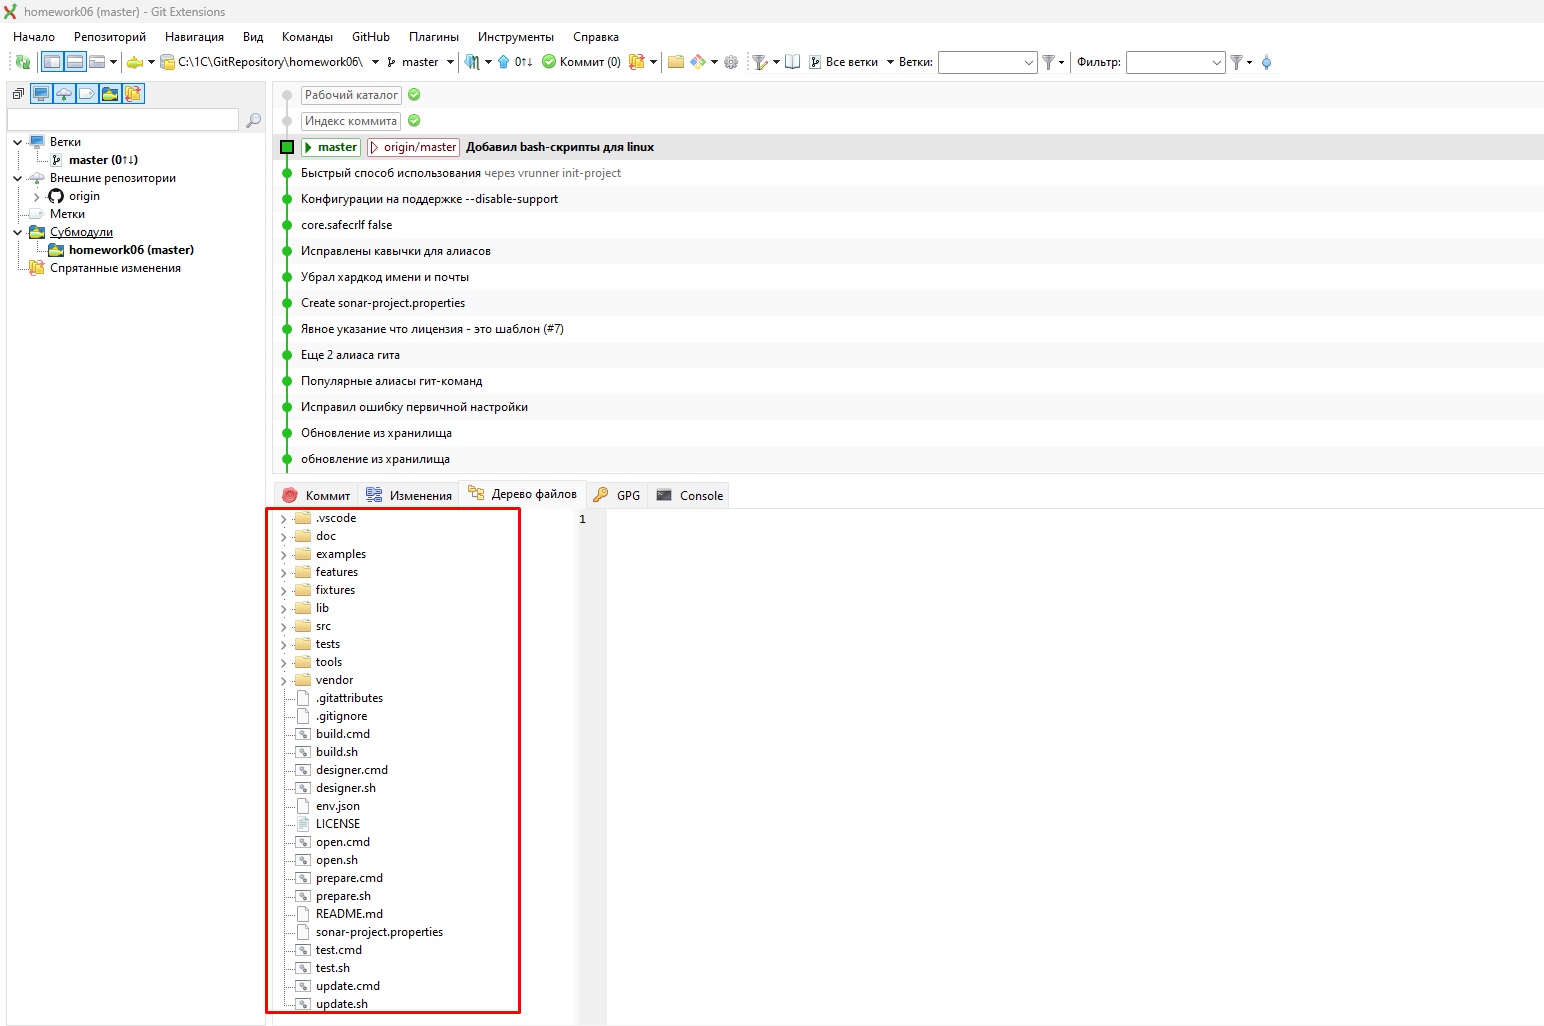 homework06 (master) - Git Extensions
Начало Репозиторий Навигация Вид Команды GitHub Плагины Инструменты Справка
C:\1C\GitRepository\homework06\ master 0↑↓ Коммит (0) Все ветки Ветки: Фильтр:
Ветки
master (0↑↓)
Внешние репозитории
origin
Метки
Субмодули
homework06 (master)
Спрятанные изменения
Рабочий каталог
Индекс коммита
master origin/master Добавил bash-скрипты для linux
Быстрый способ использования через vrunner init-project
Конфигурации на поддержке --disable-support
core.safecrlf false
Исправлены кавычки для алиасов
Убрал хардкод имени и почты
Create sonar-project.properties
Явное указание что лицензия - это шаблон (#7)
Еще 2 алиаса гита
Популярные алиасы гит-команд
Исправил ошибку первичной настройки
Обновление из хранилища
обновление из хранилища
Коммит Изменения Дерево файлов GPG Console
.vscode
doc
examples
features
fixtures
lib
src
tests
tools
vendor
.gitattributes
.gitignore
build.cmd
build.sh
designer.cmd
designer.sh
env.json
LICENSE
open.cmd
open.sh
prepare.cmd
prepare.sh
README.md
sonar-project.properties
test.cmd
test.sh
update.cmd
update.sh
1